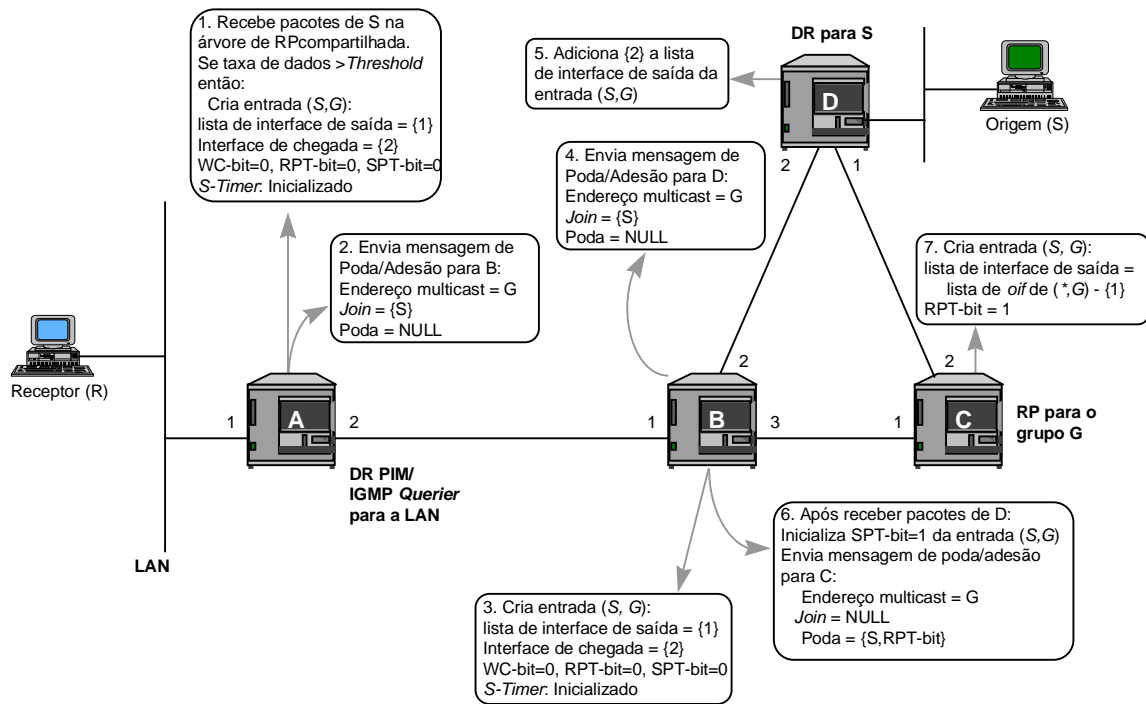 1. Recebe pacotes de S na
árvore de RPcompartilhada.
Se taxa de dados >Threshold
então:
Cria entrada (S,G):
lista de interface de saída = {1}
Interface de chegada = {2}
WC-bit=0, RPT-bit=0, SPT-bit=0
S-Timer: Inicializado
2. Envia mensagem de
Poda/Adesão para B:
Endereço multicast = G
Join = {S}
Poda = NULL
5. Adiciona {2} a lista
de interface de saída da
entrada (S,G)
4. Envia mensagem de
Poda/Adesão para D:
Endereço multicast = G
Join = {S}
Poda = NULL
DR para S
D
2
1
Origem (S)
7. Cria entrada (S, G):
lista de interface de saída =
lista de oif de (*,G) - {1}
RPT-bit = 1
Receptor (R)
1
A
2
DR PIM/
IGMP Querier
para a LAN
LAN
2
1
B
3
2
1
C
RP para o
grupo G
3. Cria entrada (S, G):
lista de interface de saída = {1}
Interface de chegada = {2}
WC-bit=0, RPT-bit=0, SPT-bit=0
S-Timer: Inicializado
6. Após receber pacotes de D:
Inicializa SPT-bit=1 da entrada (S,G)
Envia mensagem de poda/adesão
para C:
Endereço multicast = G
Join = NULL
Poda = {S,RPT-bit}